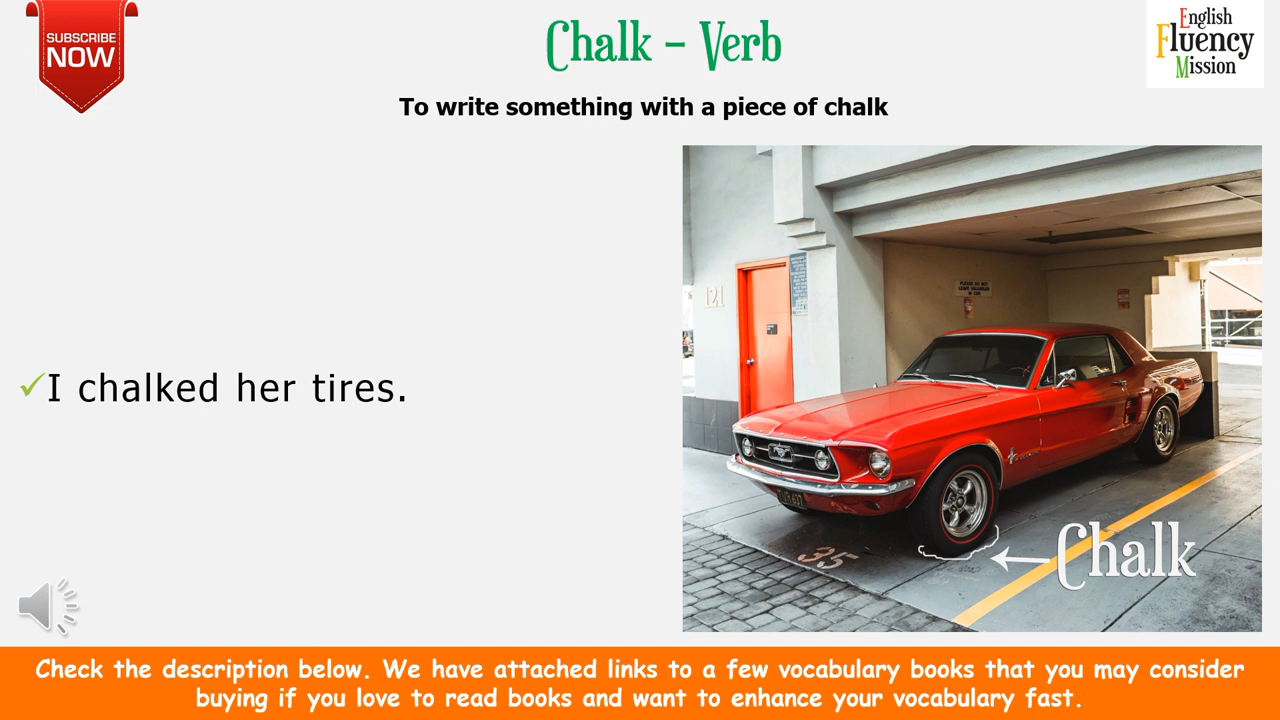 SUBSCRIBE
NOW
Chalk – Verb
English
Fluency
Mission
To write something with a piece of chalk
I chalked her tires.
121
35
Chalk
Check the description below. We have attached links to a few vocabulary books that you may consider
buying if you love to read books and want to enhance your vocabulary fast.